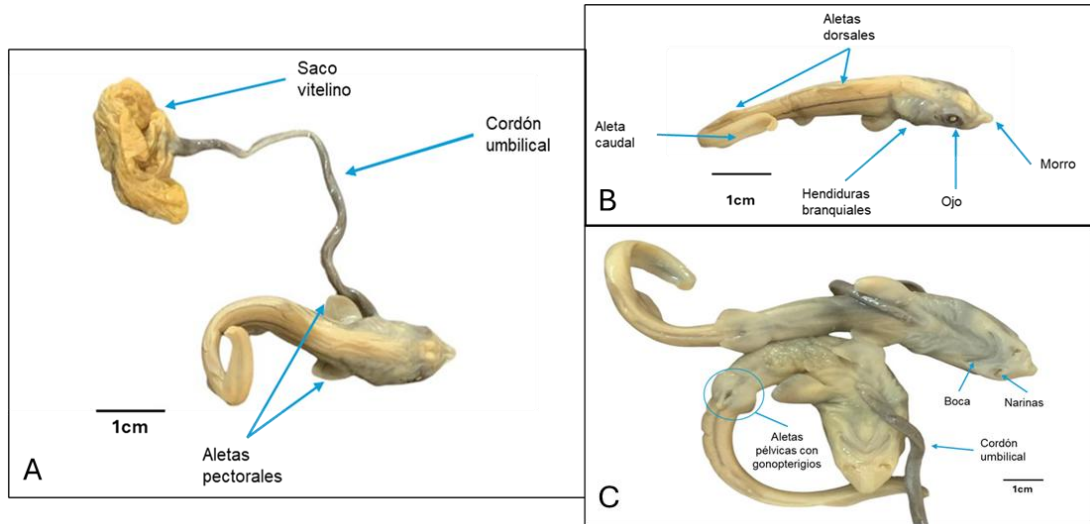 Saco
vitelino
Cordón
umbilical
1cm
Aletas
pectorales
A
Aletas
dorsales
Aleta
caudal
Morro
1cm
Hendiduras
branquiales
Ojo
B
Boca
Narinas
Aletas
pélvicas con
gonopterigios
Cordón
umbilical
1cm
C